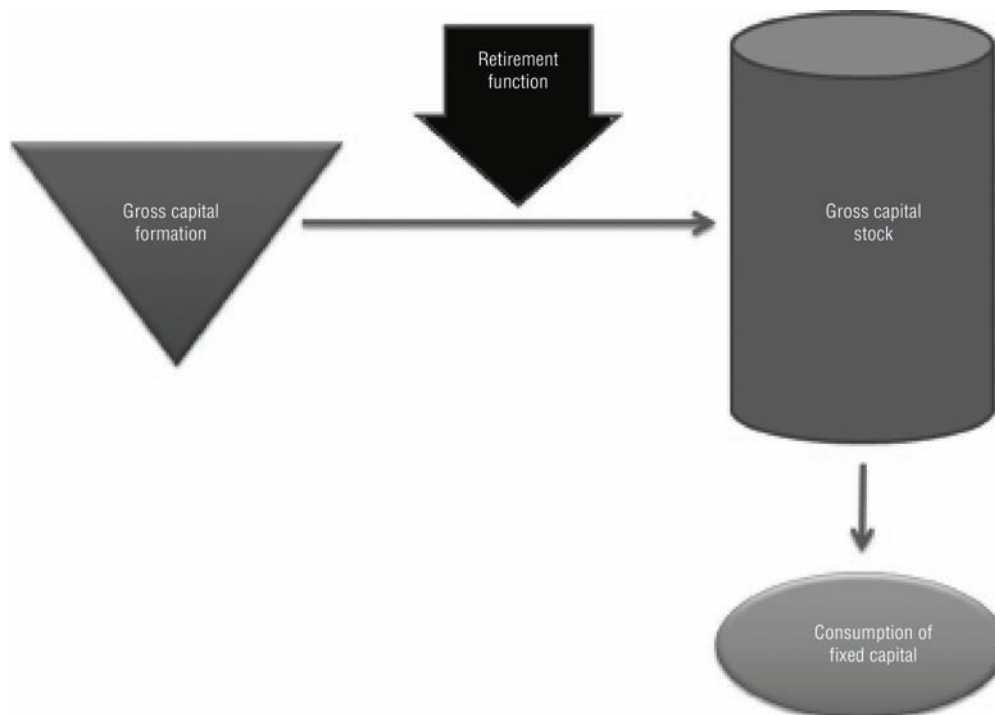 Retirement
function
Gross capital
formation
Gross capital
stock
Consumption of
fixed capital